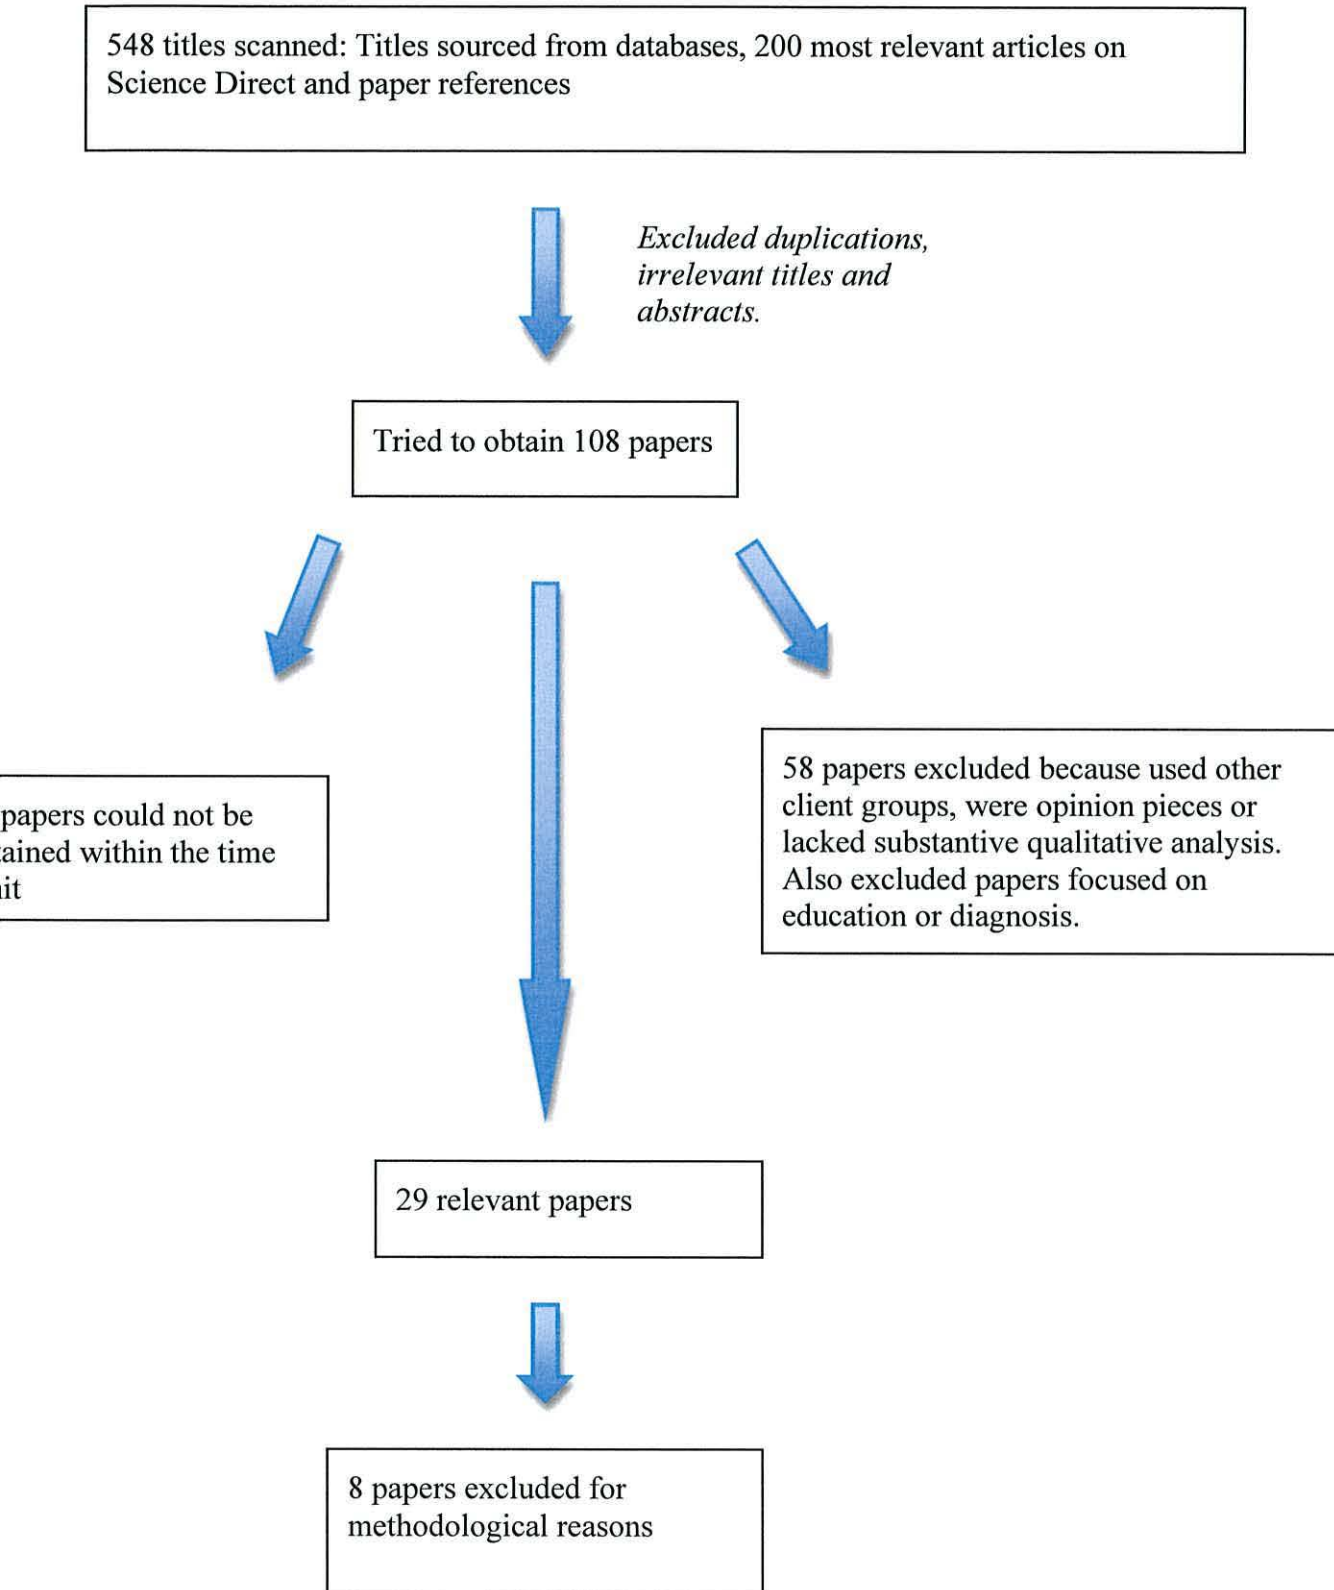 548 titles scanned: Titles sourced from databases, 200 most relevant articles on
Science Direct and paper references
Excluded duplications,
irrelevant titles and
abstracts.
Tried to obtain 108 papers
papers could not be
tained within the time
it
58 papers excluded because used other
client groups, were opinion pieces or
lacked substantive qualitative analysis.
Also excluded papers focused on
education or diagnosis.
29 relevant papers
8 papers excluded for
methodological reasons